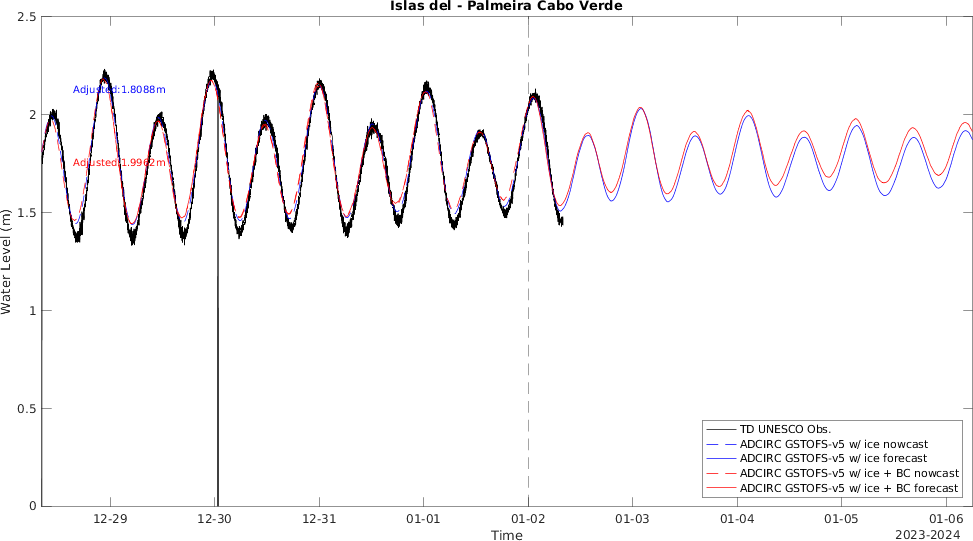 Islas del - Palmeira Cabo Verde
2.5
2
1.5
1
0.5
0
Water Level (m)
Adjusted:1.8088m
Adjusted:1.9962m
TD UNESCO Obs.
ADCIRC GSTOFS-v5 w/ ice nowcast
ADCIRC GSTOFS-v5 w/ ice forecast
ADCIRC GSTOFS-v5 w/ ice + BC nowcast
ADCIRC GSTOFS-v5 w/ ice + BC forecast
12-29 12-30 12-31 01-01 01-02 01-03 01-04 01-05 01-06
Time
2023-2024